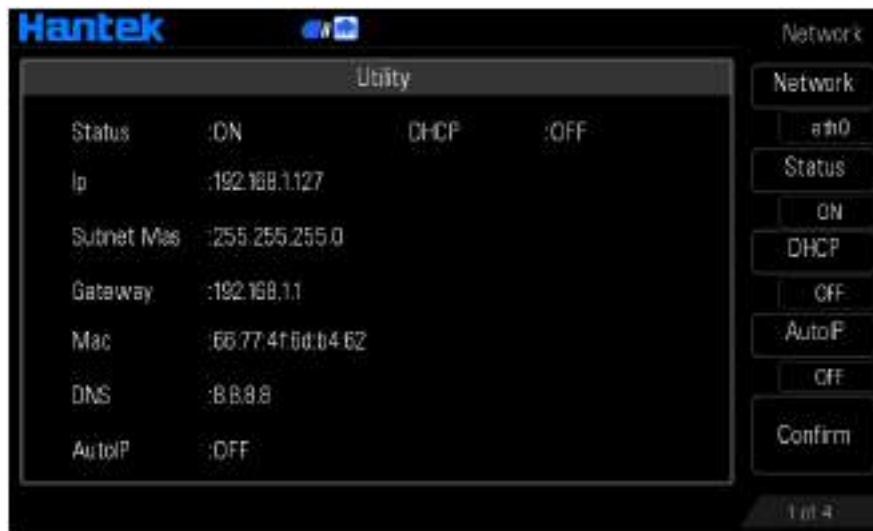 Hantek
Network
Utility
Network
Status :ON DHCP :OFF
eth0
Ip :192.168.1.127
Status
ON
Subnet Mas :255.255.255.0
DHCP
Gateway :192.168.1.1
OFF
Mac :66:77:4f:6d:b4:62
AutoIP
OFF
DNS :8.8.8.8
AutoIP :OFF
Confirm
1 of 4